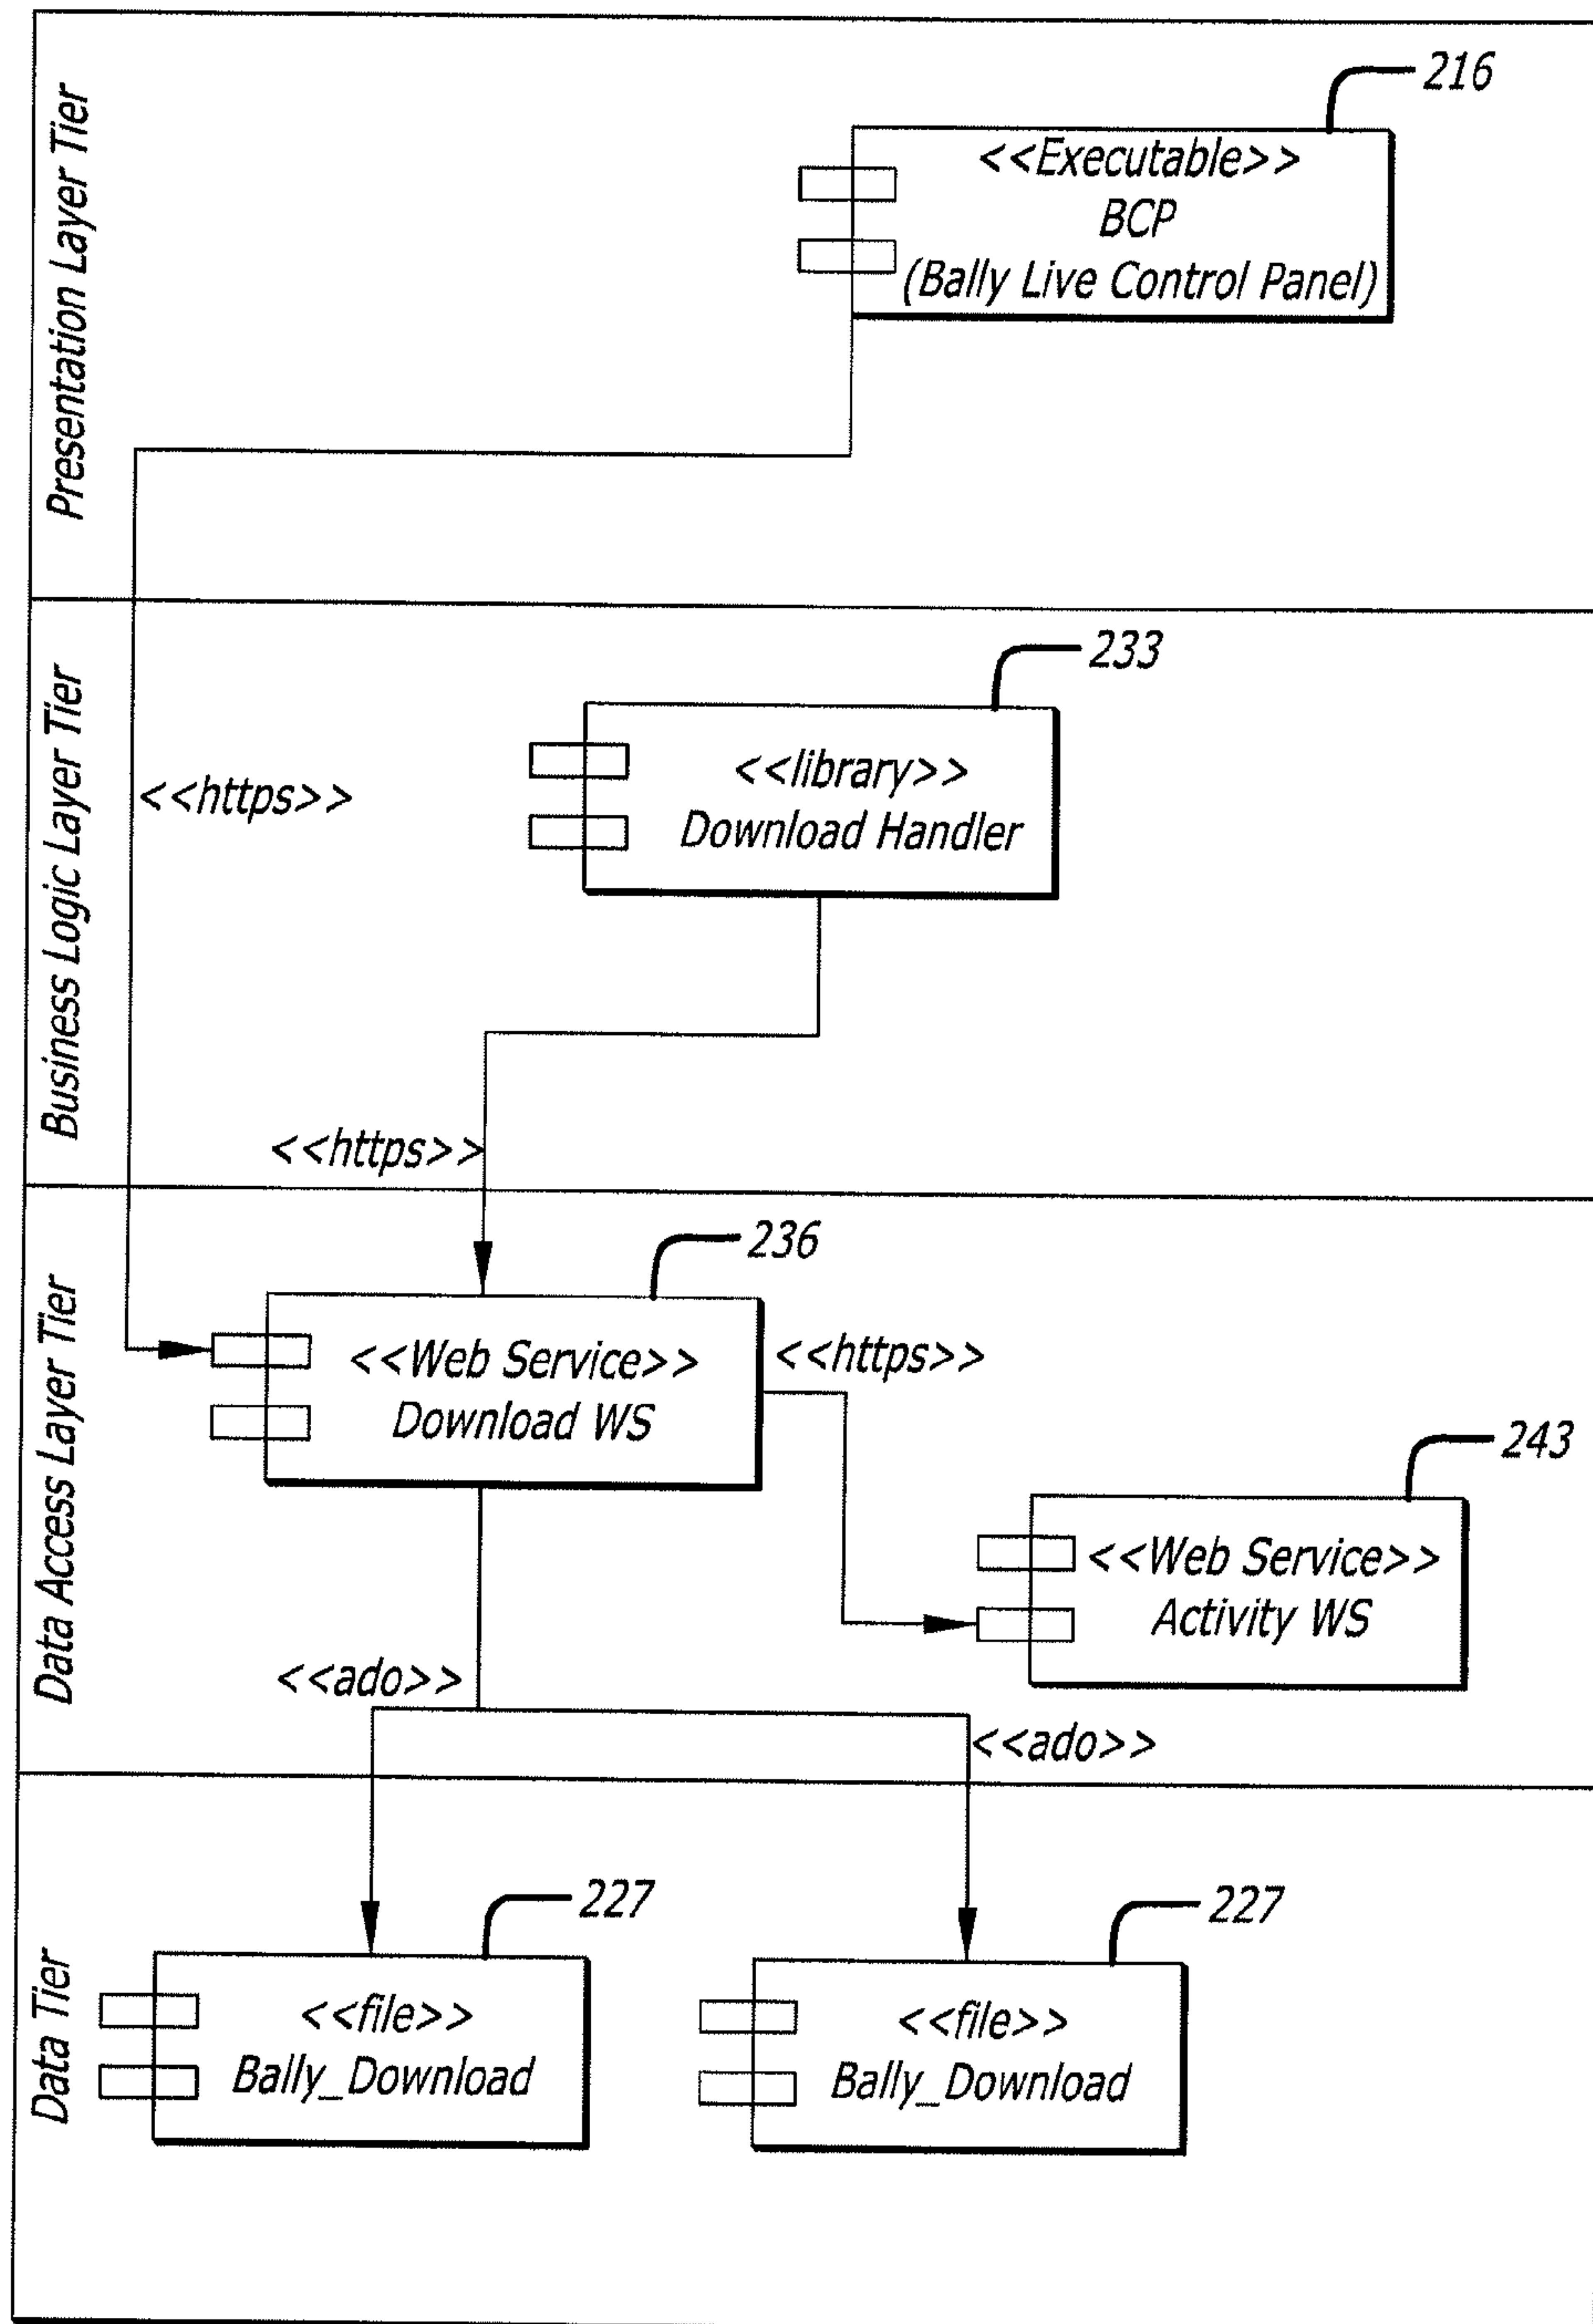 Presentation Layer Tier
216
<<Executable>>
BCP
(Bally Live Control Panel)
Business Logic Layer Tier
233
<<library>>
Download Handler
<<https>>
<<https>>
Data Access Layer Tier
236
<<Web Service>>
Download WS
<<https>>
243
<<Web Service>>
Activity WS
<<ado>>
<<ado>>
Data Tier
227
<<file>>
Bally_Download
227
<<file>>
Bally_Download